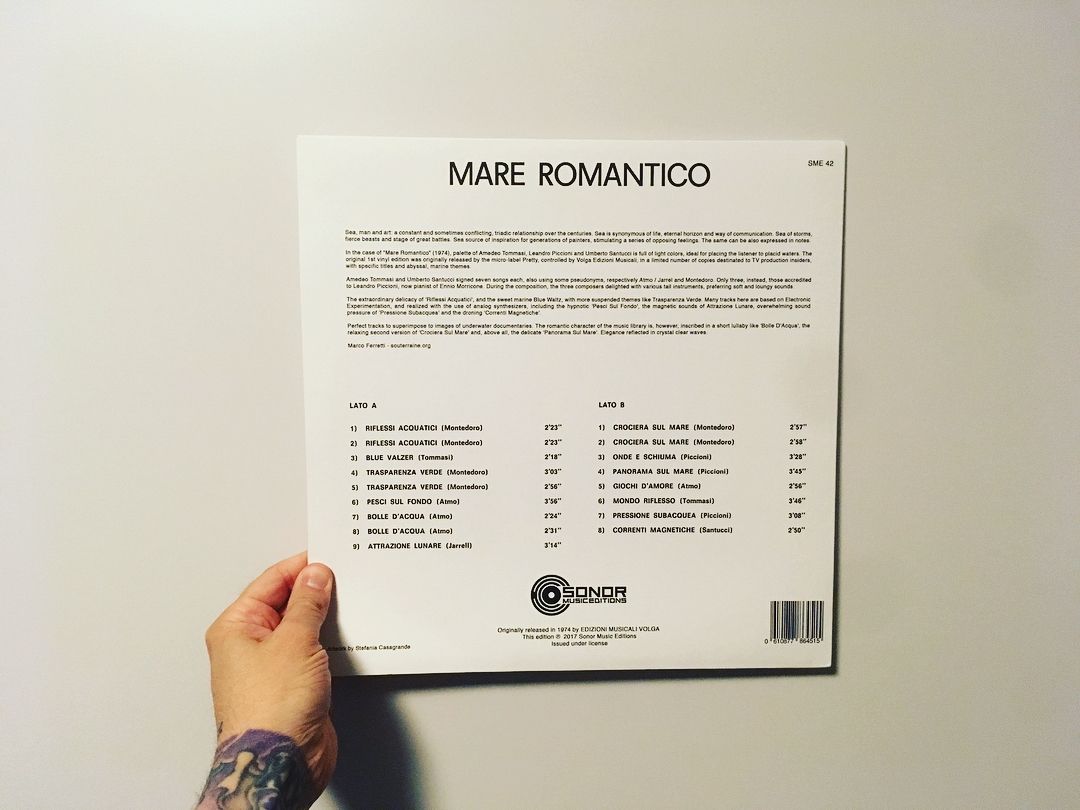 MARE ROMANTICO
SME 42
Sea, man and art: a constant and sometimes conflicting, triadic relationship over the centuries. Sea is synonymous of life, eternal horizon and way of communication. Sea of storms,
fierce beasts and stage of great battles. Sea source of inspiration for generations of painters, stimulating a series of opposing feelings. The same can be also expressed in notes.
In the case of "Mare Romantico" (1974), palette of Amedeo Tommasi, Leandro Piccioni and Umberto Santucci is full of light colors, ideal for placing the listener to placid waters. The
original 1st vinyl edition was originally released by the micro-label Pretty, controlled by Volga Edizioni Musicali, in a limited number of copies destinated to TV production insiders,
with specific titles and abyssal, marine themes.
Amedeo Tommasi and Umberto Santucci signed seven songs each, also using some pseudonyms, respectively Atmo / Jarrell and Montedoro. Only three, instead, those accredited
to Leandro Piccioni, now pianist of Ennio Morricone. During the composition, the three composers delighted with various tail instruments, preferring soft and loungy sounds.
The extraordinary delicacy of 'Riflessi Acquatici', and the sweet marine Blue Waltz, with more suspended themes like Trasparenza Verde. Many tracks here are based on Electronic
Experimentation, and realized with the use of analog synthesizers, including the hypnotic 'Pesci Sul Fondo', the magnetic sounds of Attrazione Lunare, overwhelming sound
pressure of 'Pressione Subacquea' and the droning 'Correnti Magnetiche'.
Perfect tracks to superimpose to images of underwater documentaries. The romantic character of the music library is, however, inscribed in a short lullaby like 'Bolle D'Acqua', the
relaxing second version of 'Crociera Sul Mare' and, above all, the delicate 'Panorama Sul Mare'. Elegance reflected in crystal clear waves.
Marco Ferretti - souterraine.org
LATO A
1) RIFLESSI ACQUATICI (Montedoro) 2'23''
2) RIFLESSI ACQUATICI (Montedoro) 2'23''
3) BLUE VALZER (Tommasi) 2'18''
4) TRASPARENZA VERDE (Montedoro) 3'03''
5) TRASPARENZA VERDE (Montedoro) 2'56''
6) PESCI SUL FONDO (Atmo) 3'56''
7) BOLLE D'ACQUA (Atmo) 2'24''
8) BOLLE D'ACQUA (Atmo) 2'31''
9) ATTRAZIONE LUNARE (Jarrell) 3'14''
LATO B
1) CROCIERA SUL MARE (Montedoro) 2'57''
2) CROCIERA SUL MARE (Montedoro) 2'58''
3) ONDE E SCHIUMA (Piccioni) 3'28''
4) PANORAMA SUL MARE (Piccioni) 3'45''
5) GIOCHI D'AMORE (Atmo) 2'56''
6) MONDO RIFLESSO (Tommasi) 3'46''
7) PRESSIONE SUBACQUEA (Piccioni) 3'08''
8) CORRENTI MAGNETICHE (Santucci) 2'50''
SONOR
MUSICEDITIONS
Originally released in 1974 by EDIZIONI MUSICALI VOLGA
This edition ℗ 2017 Sonor Music Editions
Issued under license
by Stefania Casagrande
0 610877 864515